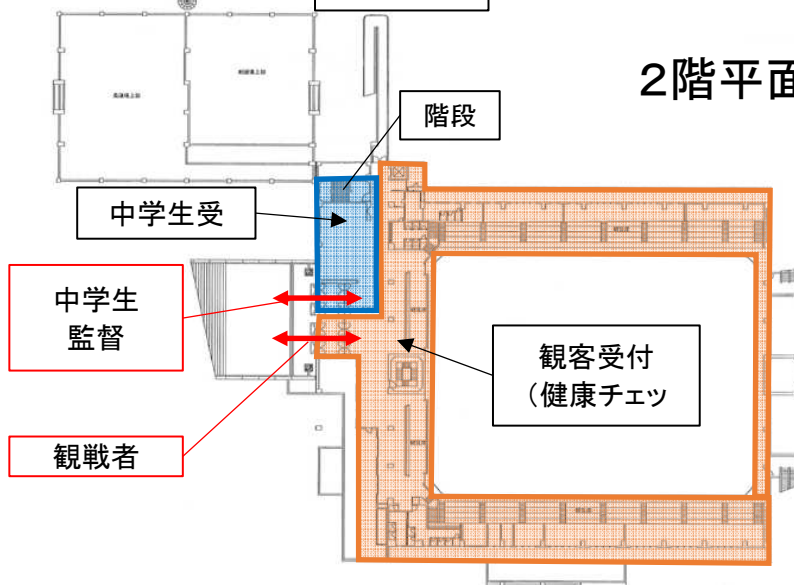 2階平面
階段
中学生受
中学生
監督
観客受付
(健康チェッ
観戦者